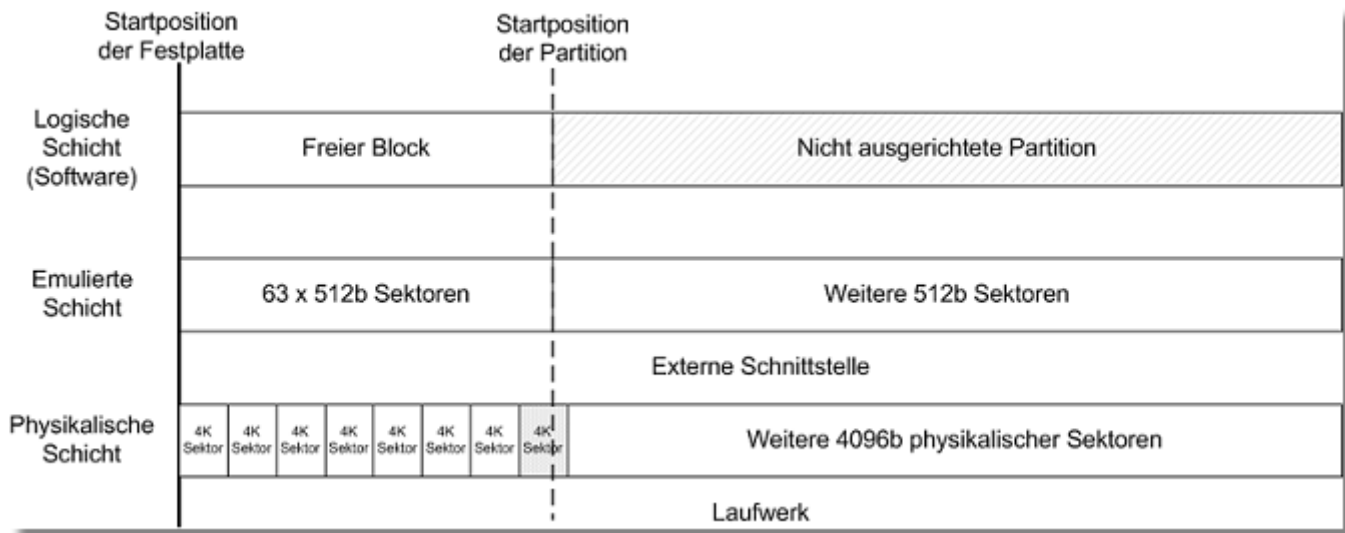 Startposition
der Festplatte
Startposition
der Partition
Logische
Schicht
(Software)
Freier Block
Nicht ausgerichtete Partition
Emulierte
Schicht
63 x 512b Sektoren
Weitere 512b Sektoren
Externe Schnittstelle
Physikalische
Schicht
4K
Sektor
4K
Sektor
4K
Sektor
4K
Sektor
4K
Sektor
4K
Sektor
4K
Sektor
4K
Sektor
Weitere 4096b physikalischer Sektoren
Laufwerk